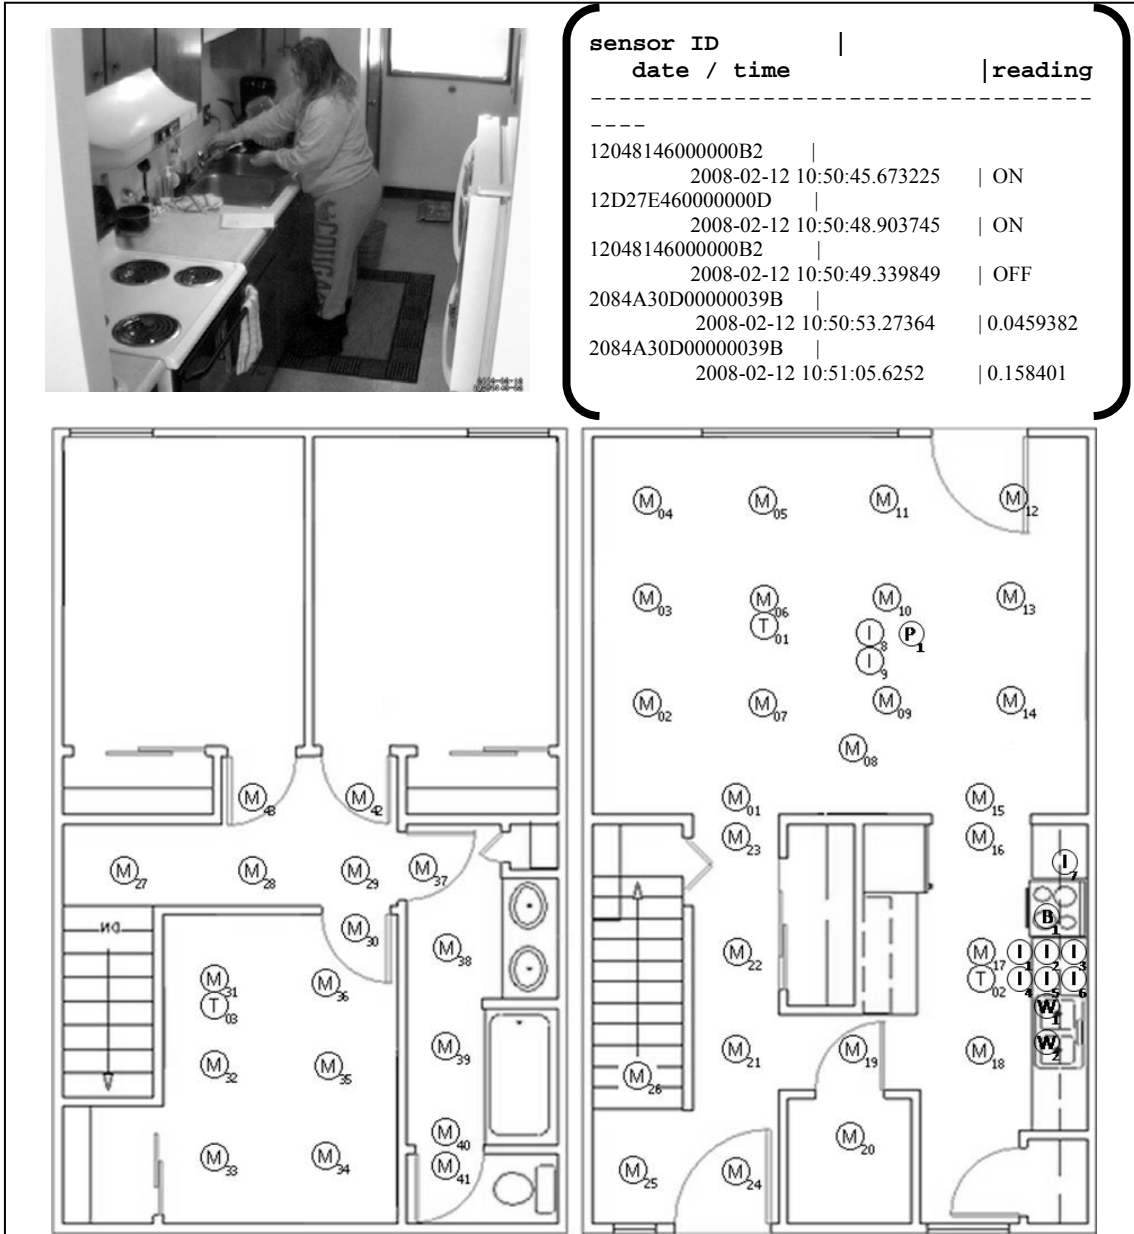 sensor ID |
date / time |reading
-----------------------------------
----
12048146000000B2 |
2008-02-12 10:50:45.673225 | ON
12D27E460000000D |
2008-02-12 10:50:48.903745 | ON
12048146000000B2 |
2008-02-12 10:50:49.339849 | OFF
2084A30D00000039B |
2008-02-12 10:50:53.27364 | 0.0459382
2084A30D00000039B |
2008-02-12 10:51:05.6252 | 0.158401
M04 M05 M11 M12
M03 M06 M10 M13
T01 I8 P1
I9
M02 M07 M09 M14
M08
M43 M42 M01 M15
M23 M16
M27 M28 M29 M37 I7
B1
M30
DN
M38 M22 M17 I1 I2 I3
M31 M36 T02 I4 I5 I6
T03 W1
M39 M21 M19 M18 W2
M32 M35 M26
M40 M20
M33 M34 M41 M25 M24